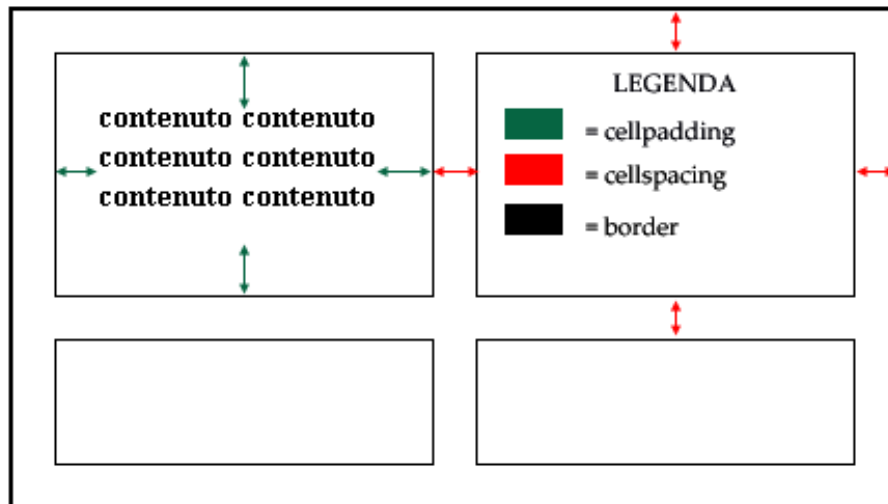 contenuto contenuto
contenuto contenuto
contenuto contenuto
LEGENDA
= cellpadding
= cellspacing
= border